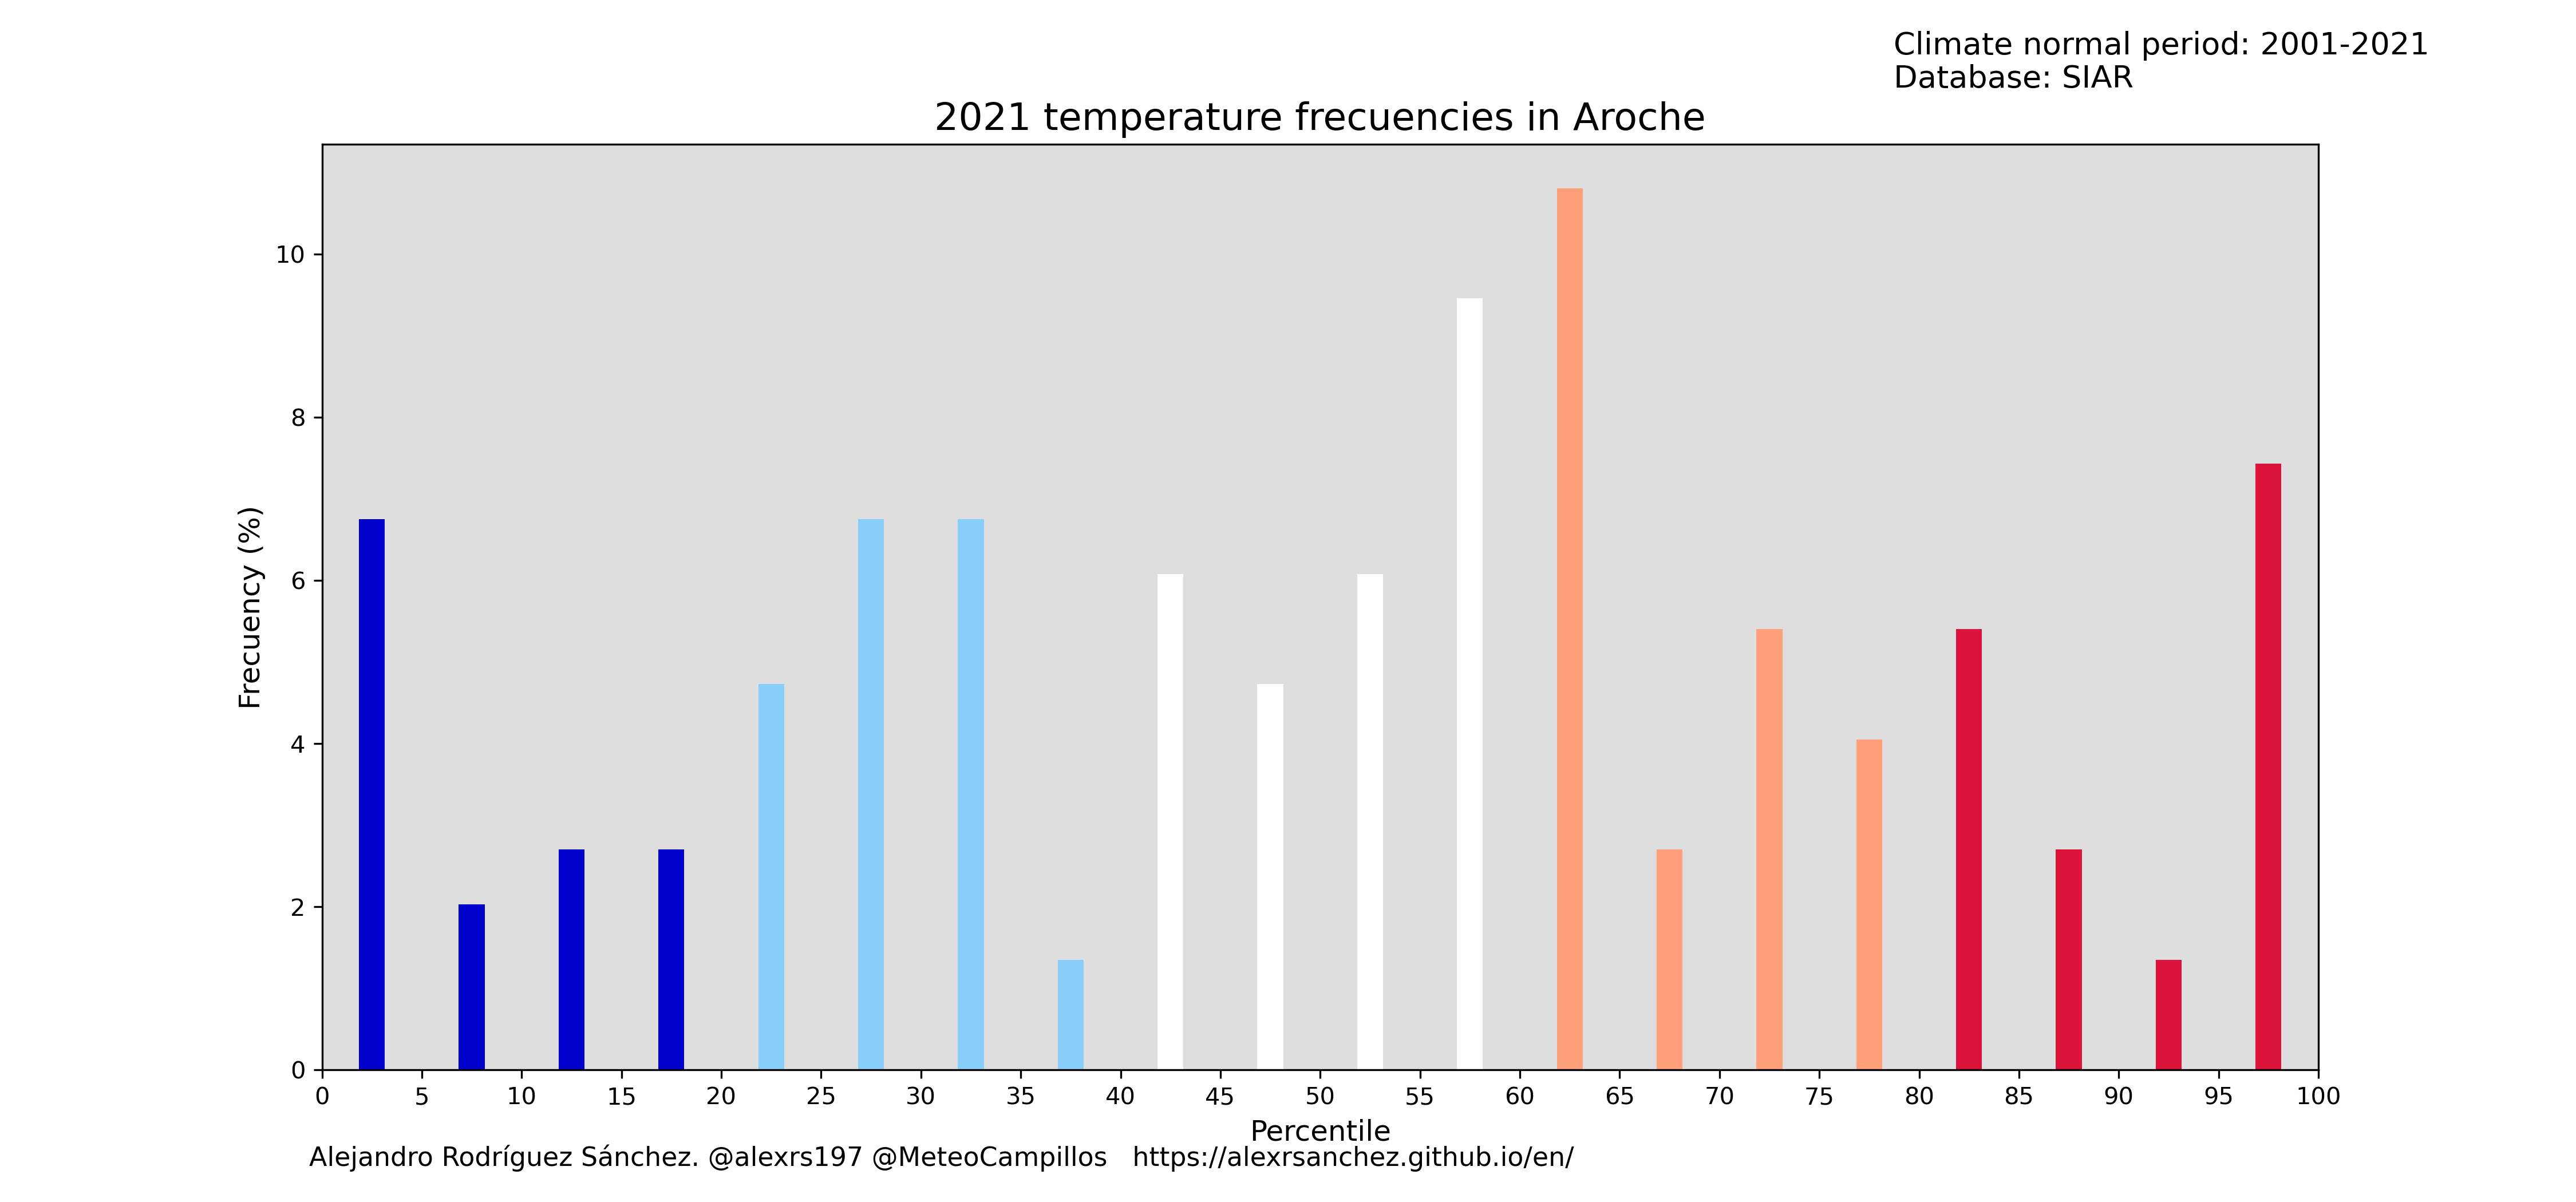 Climate normal period: 2001-2021
Database: SIAR
2021 temperature frecuencies in Aroche
Frecuency (%)
10
8
6
4
2
0
0 5 10 15 20 25 30 35 40 45 50 55 60 65 70 75 80 85 90 95 100
Percentile
Alejandro Rodríguez Sánchez. @alexrs197 @MeteoCampillos https://alexrsanchez.github.io/en/